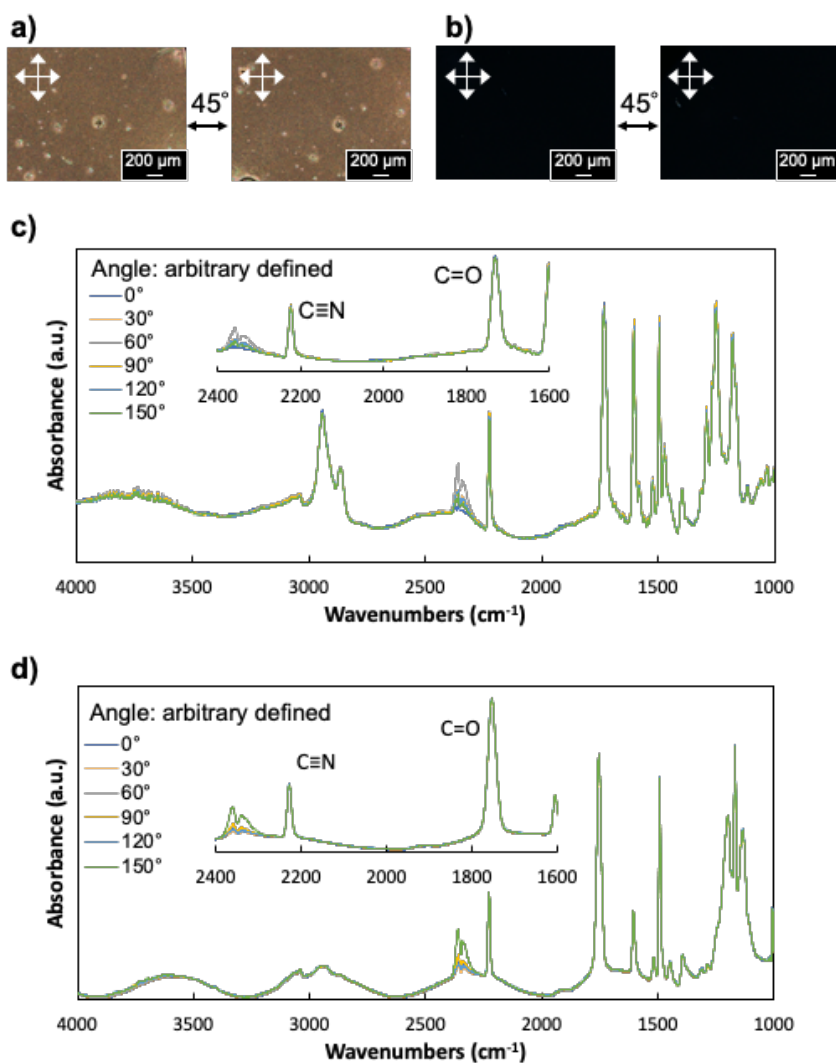 a)
b)
45°
45°
200 µm
200 µm
200 µm
200 µm
c)
Angle: arbitrary defined
0°
30°
60°
90°
120°
150°
C≡N
C=O
2400 2200 2000 1800 1600
Absorbance (a.u.)
4000 3500 3000 2500 2000 1500 1000
Wavenumbers (cm⁻¹)
d)
Angle: arbitrary defined
0°
30°
60°
90°
120°
150°
C≡N
C=O
2400 2200 2000 1800 1600
Absorbance (a.u.)
4000 3500 3000 2500 2000 1500 1000
Wavenumbers (cm⁻¹)